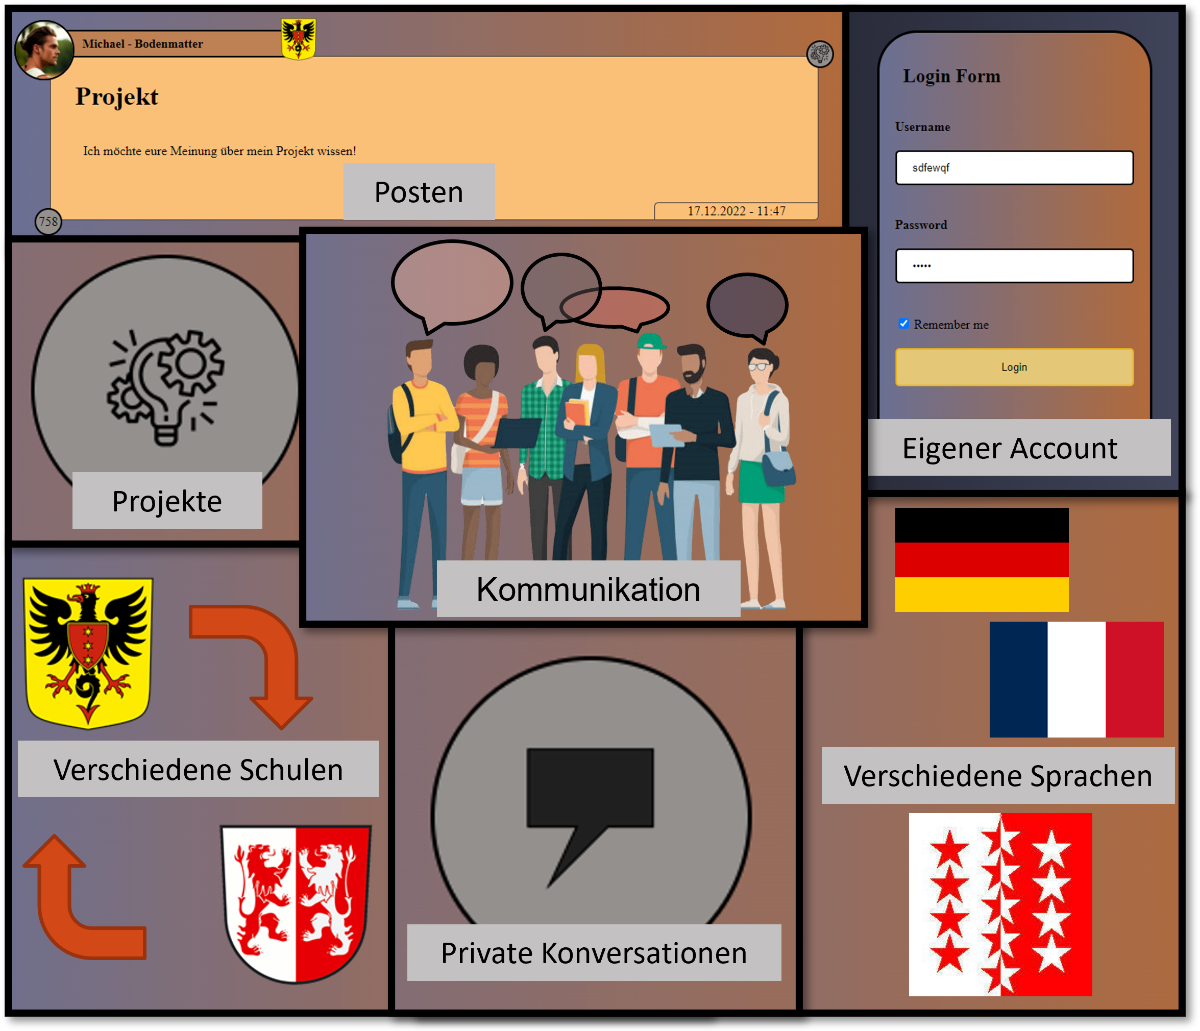 Michael - Bodenmatter
Projekt
Ich möchte eure Meinung über mein Projekt wissen!
Posten
758
17.12.2022 - 11:47
Login Form
Username
sdfewqf
Password
•••••
Remember me
Login
Eigener Account
Projekte
Kommunikation
Verschiedene Schulen
Private Konversationen
Verschiedene Sprachen